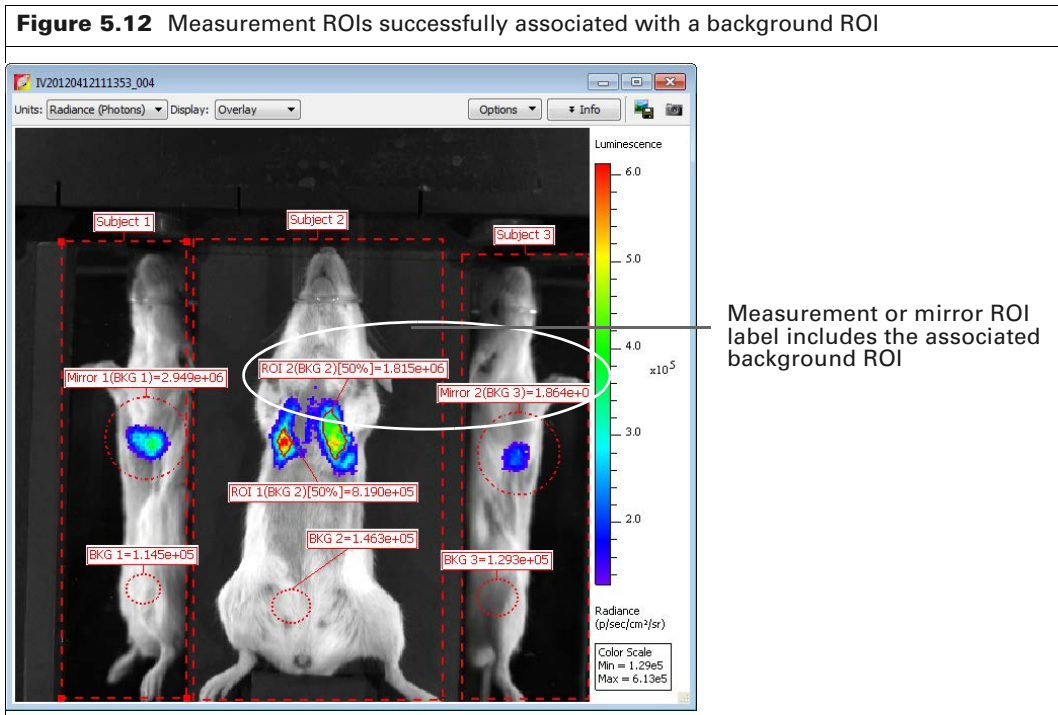 Figure 5.12 Measurement ROIs successfully associated with a background ROI
IV20120412111353_004
Units: Radiance (Photons) Display: Overlay Options Info
Luminescence
6.0
5.0
4.0
x10^5
3.0
2.0
Subject 1
Subject 2
Subject 3
Mirror 1(BKG 1)=2.949e+06
ROI 2(BKG 2)[50%]=1.815e+06
Mirror 2(BKG 3)=1.864e+0
ROI 1(BKG 2)[50%]=8.190e+05
BKG 1=1.145e+05
BKG 2=1.463e+05
BKG 3=1.293e+05
Radiance
(p/sec/cm²/sr)
Color Scale
Min = 1.29e5
Max = 6.13e5
Measurement or mirror ROI
label includes the associated
background ROI